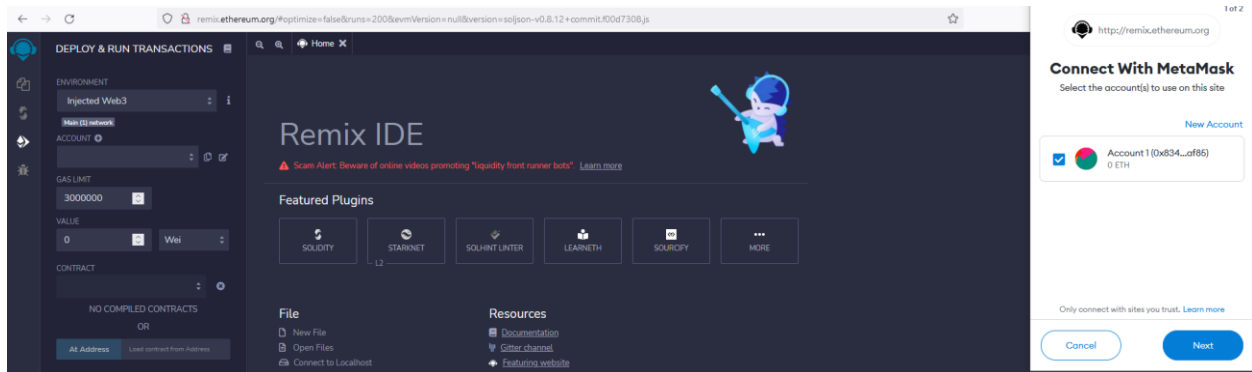 remix.ethereum.org/#optimize=false&runs=200&evmVersion=null&version=soljson-v0.8.12+commit.f00d7308.js
DEPLOY & RUN TRANSACTIONS
Home
ENVIRONMENT
Injected Web3
Main (1) network
ACCOUNT
GAS LIMIT
3000000
VALUE
0
Wei
CONTRACT
NO COMPILED CONTRACTS
OR
At Address
Load contract from Address
Remix IDE
Scam Alert: Beware of online videos promoting "liquidity front runner bots" Learn more
Featured Plugins
SOLIDITY
STARKNET
L2
SOLHINT LINTER
LEARNETH
SOURCIFY
MORE
File
New File
Open Files
Connect to Localhost
Resources
Documentation
Gitter channel
Featuring website
1 of 2
http://remix.ethereum.org
Connect With MetaMask
Select the account(s) to use on this site
New Account
Account 1 (0x834...af85)
0 ETH
Only connect with sites you trust. Learn more
Cancel
Next